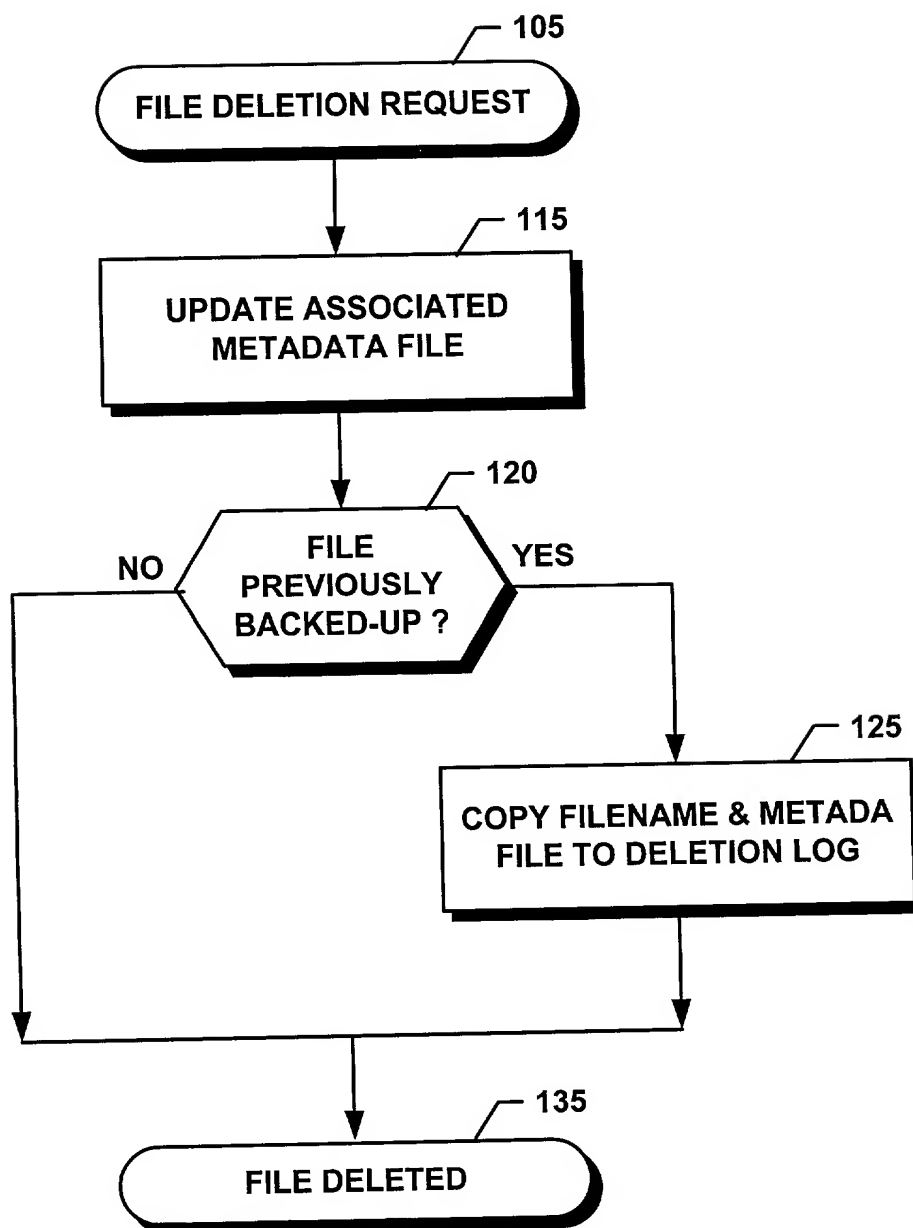 105
FILE DELETION REQUEST
115
UPDATE ASSOCIATED
METADATA FILE
120
NO
FILE
PREVIOUSLY
BACKED-UP ?
YES
125
COPY FILENAME & METADA
FILE TO DELETION LOG
135
FILE DELETED